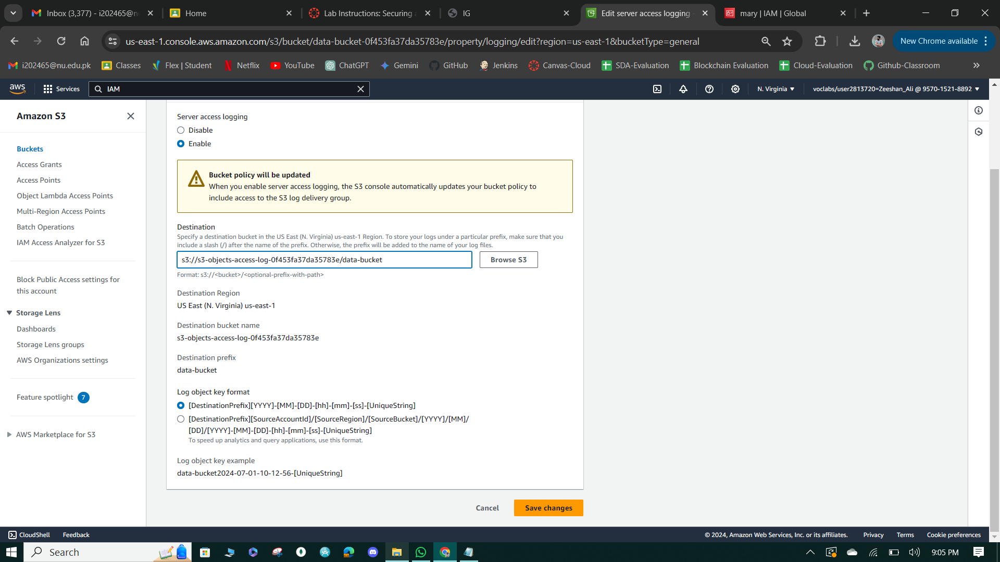 Inbox (3,377) - i202465@n
Home
Lab Instructions: Securing a
IG
Edit server access logging
mary | IAM | Global
us-east-1.console.aws.amazon.com/s3/bucket/data-bucket-0f453fa37da35783e/property/logging/edit?region=us-east-1&bucketType=general
New Chrome available
i202465@nu.edu.pk
Classes
Flex | Student
Netflix
YouTube
ChatGPT
Gemini
GitHub
Jenkins
Canvas-Cloud
SDA-Evaluation
Blockchain Evaluation
Cloud-Evaluation
Github-Classroom
aws
Services
IAM
N. Virginia
voclabs/user2813720=Zeeshan_Ali @ 9570-1521-8892
Amazon S3
Buckets
Access Grants
Access Points
Object Lambda Access Points
Multi-Region Access Points
Batch Operations
IAM Access Analyzer for S3
Block Public Access settings for
this account
Storage Lens
Dashboards
Storage Lens groups
AWS Organizations settings
Feature spotlight 7
AWS Marketplace for S3
Server access logging
Disable
Enable
Bucket policy will be updated
When you enable server access logging, the S3 console automatically updates your bucket policy to
include access to the S3 log delivery group.
Destination
Specify a destination bucket in the US East (N. Virginia) us-east-1 Region. To store your logs under a particular prefix, make sure that you
include a slash (/) after the name of the prefix. Otherwise, the prefix will be added to the name of your log files.
s3://s3-objects-access-log-0f453fa37da35783e/data-bucket
Browse S3
Format: s3://<bucket>/<optional-prefix-with-path>
Destination Region
US East (N. Virginia) us-east-1
Destination bucket name
s3-objects-access-log-0f453fa37da35783e
Destination prefix
data-bucket
Log object key format
[DestinationPrefix][YYYY]-[MM]-[DD]-[hh]-[mm]-[ss]-[UniqueString]
[DestinationPrefix][SourceAccountId]/[SourceRegion]/[SourceBucket]/[YYYY]/[MM]/
[DD]/[YYYY]-[MM]-[DD]-[hh]-[mm]-[ss]-[UniqueString]
To speed up analytics and query applications, use this format.
Log object key example
data-bucket2024-07-01-10-12-56-[UniqueString]
Cancel
Save changes
CloudShell
Feedback
© 2024, Amazon Web Services, Inc. or its affiliates.
Privacy
Terms
Cookie preferences
Search
9:05 PM